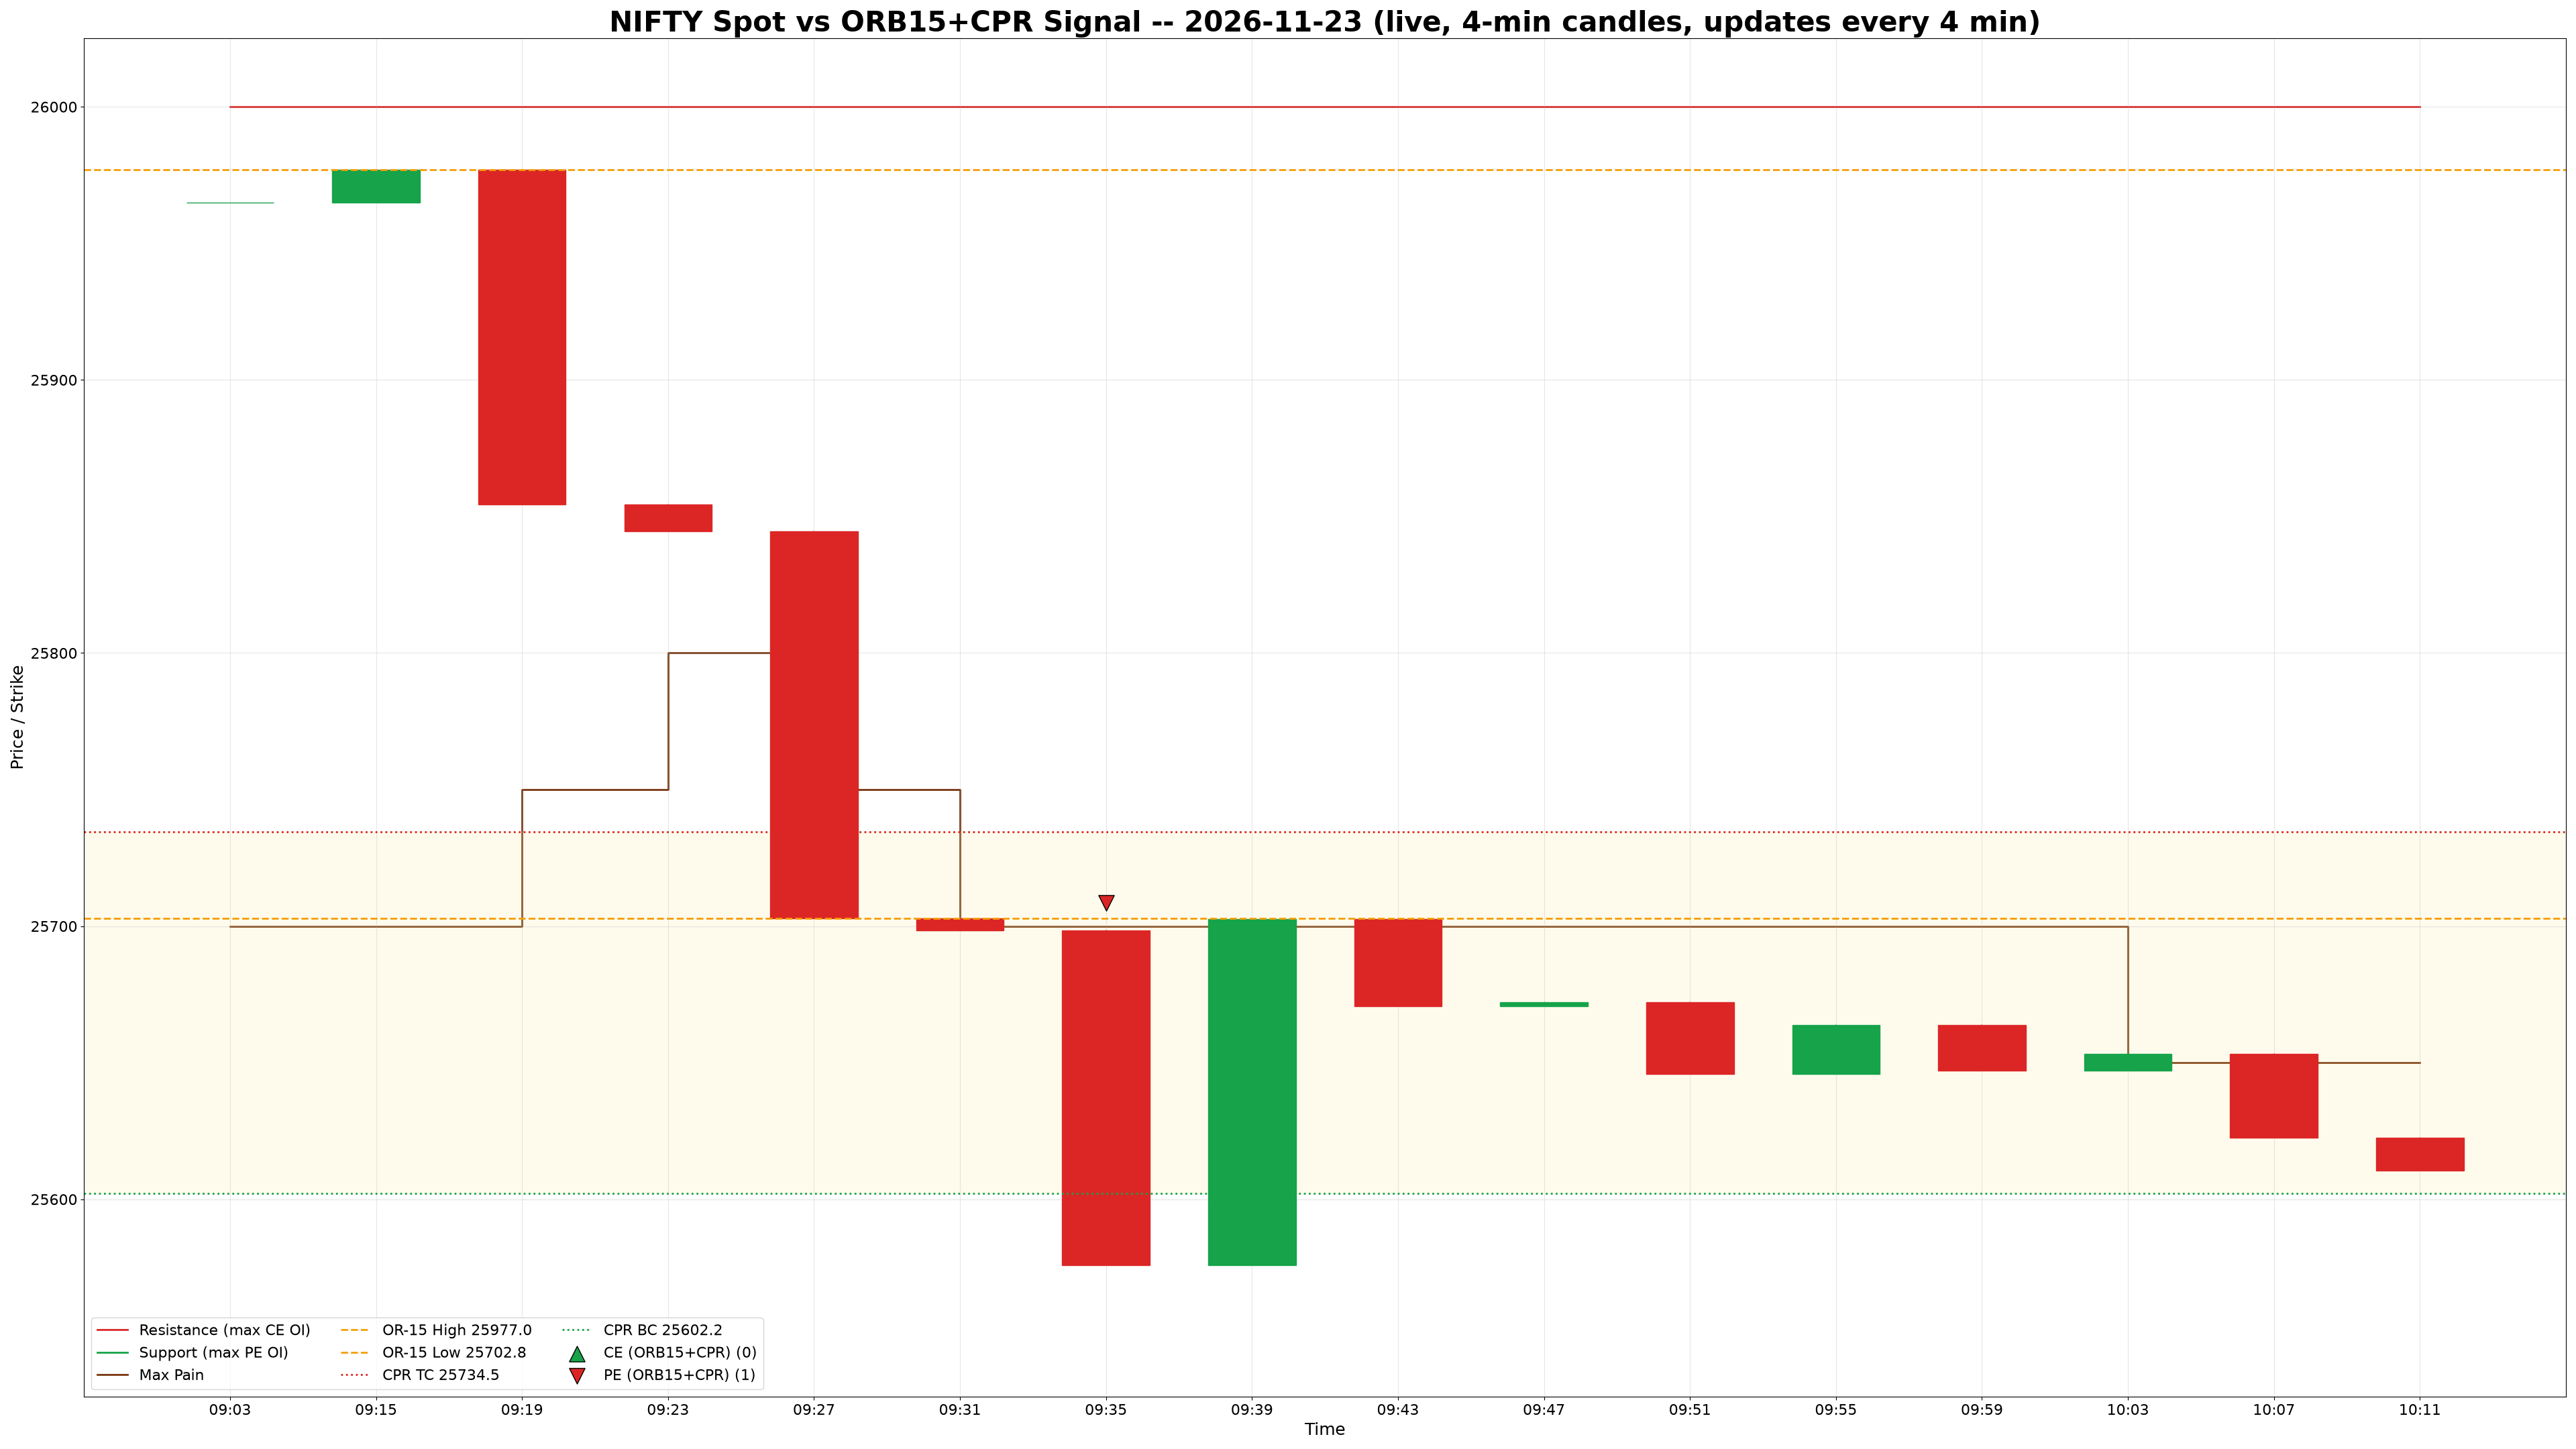 NIFTY Spot vs ORB15+CPR Signal -- 2026-11-23 (live, 4-min candles, updates every 4 min)
Price / Strike
26000
25900
25800
25700
25600
Resistance (max CE OI)
Support (max PE OI)
Max Pain
OR-15 High 25977.0
OR-15 Low 25702.8
CPR TC 25734.5
CPR BC 25602.2
CE (ORB15+CPR) (0)
PE (ORB15+CPR) (1)
09:03 09:15 09:19 09:23 09:27 09:31 09:35 09:39 09:43 09:47 09:51 09:55 09:59 10:03 10:07 10:11
Time